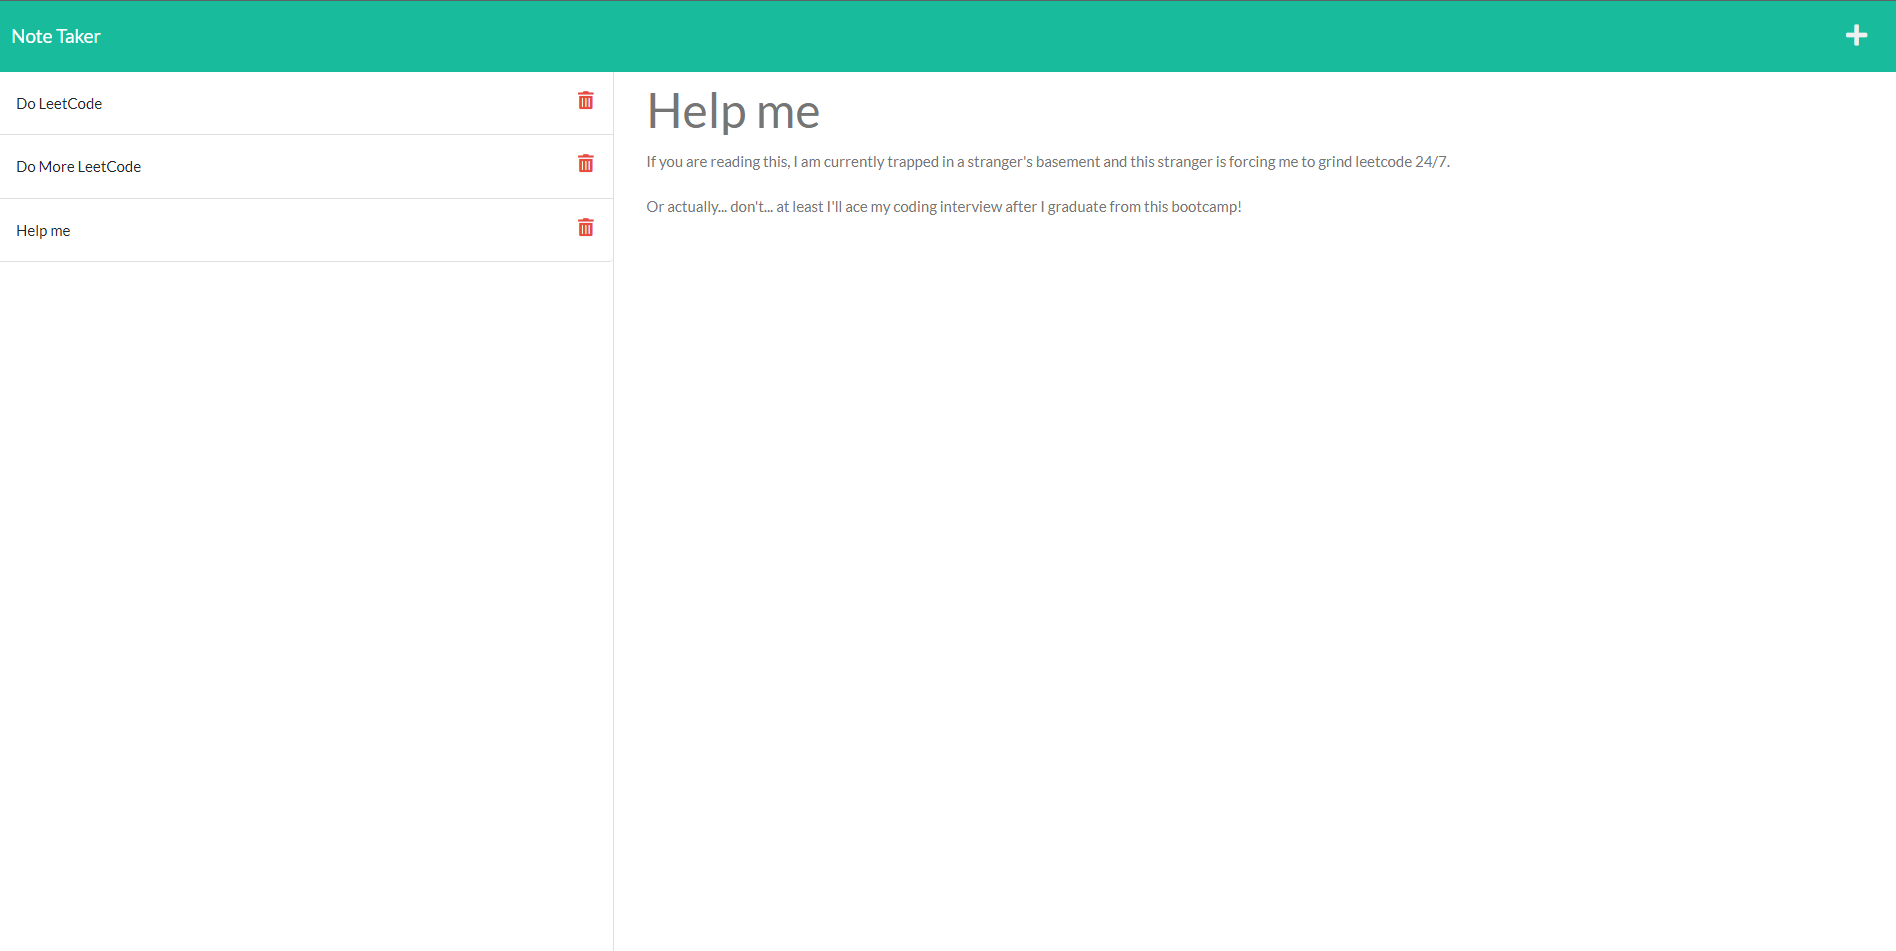 Note Taker
Do LeetCode
Do More LeetCode
Help me
Help me
If you are reading this, I am currently trapped in a stranger's basement and this stranger is forcing me to grind leetcode 24/7.
Or actually... don't... at least I'll ace my coding interview after I graduate from this bootcamp!